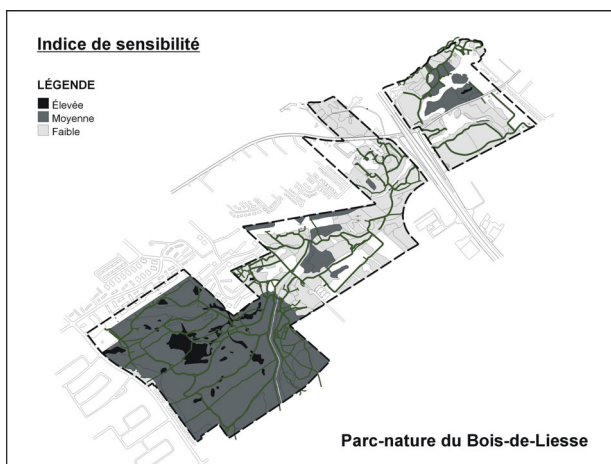 Indice de sensibilité
LÉGENDE
Élevée
Moyenne
Faible
Parc-nature du Bois-de-Liesse